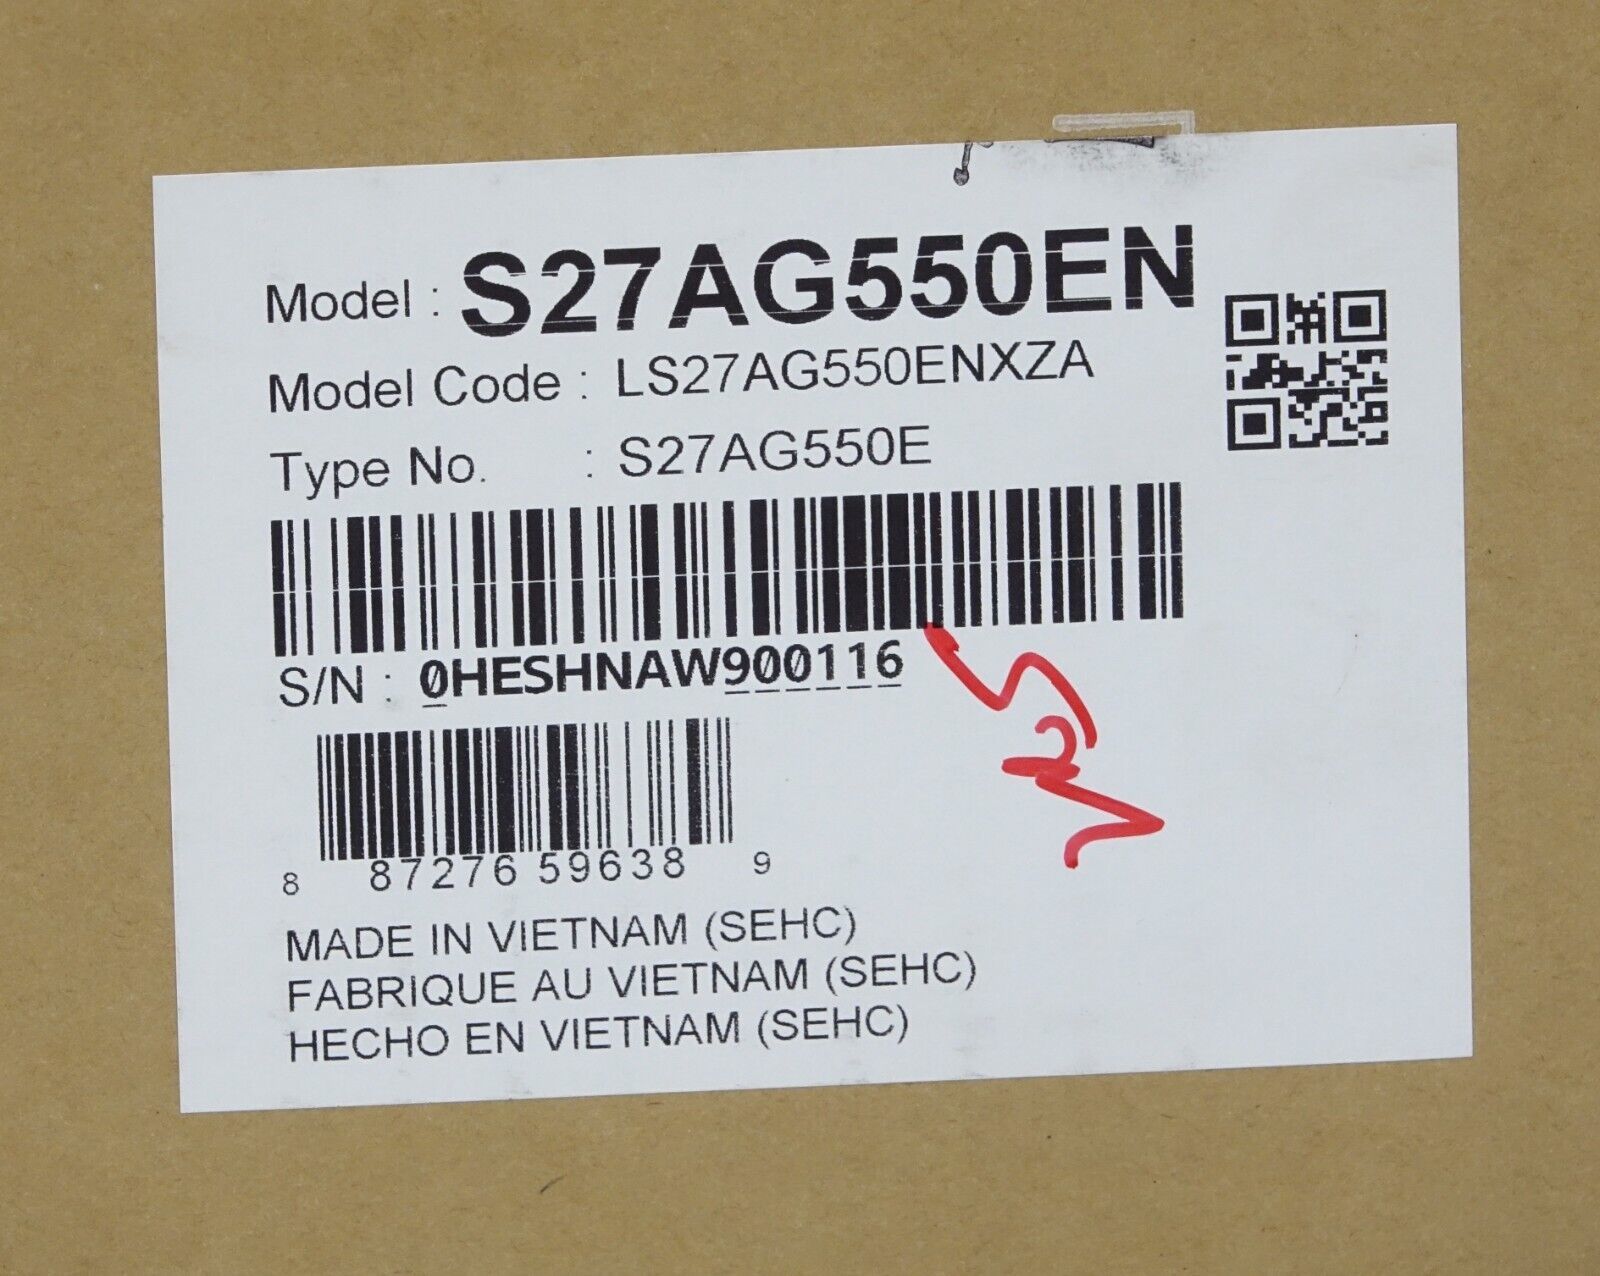 Model : S27AG550EN
Model Code : LS27AG550ENXZA
Type No. : S27AG550E
S/N : 0HESHNAW900116
8 87276 59638 9
MADE IN VIETNAM (SEHC)
FABRIQUE AU VIETNAM (SEHC)
HECHO EN VIETNAM (SEHC)